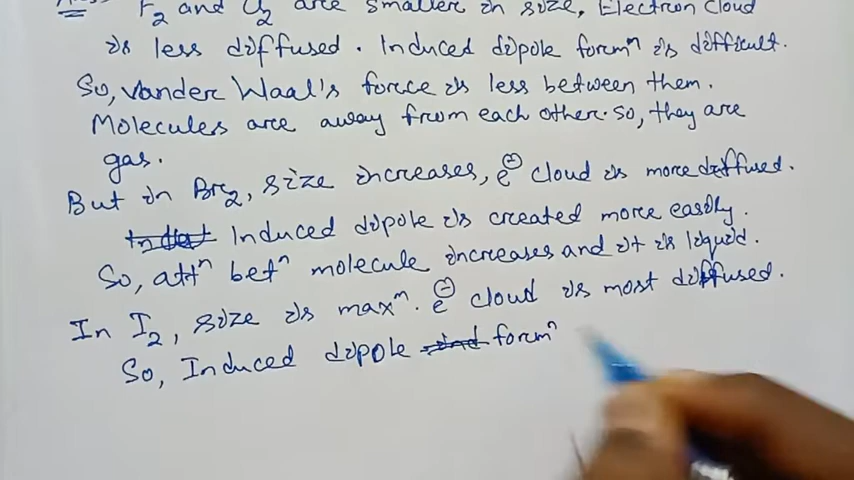 F₂ and Cl₂ are smaller in size, Electron cloud
is less diffused. Induced dipole formⁿ is difficult.
So, Vander Waal's force is less between them.
Molecules are away from each other. So, they are
gas.
But in Br₂, size increases, e⊖ cloud is more diffused.
Induced dipole is created more easily.
So, attⁿ betⁿ molecule increases and it is liquid.
In I₂, size is maxᵐ. e⊖ cloud is most diffused.
So, Induced dipole formⁿ